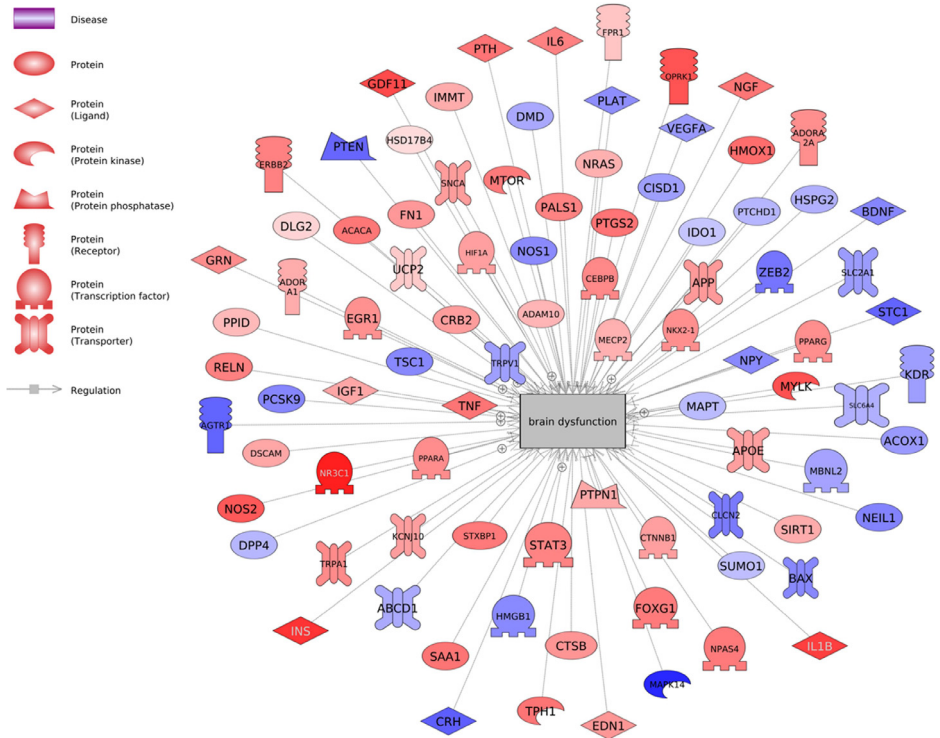 Disease
Protein
Protein
(Ligand)
Protein
(Protein kinase)
Protein
(Protein phosphatase)
Protein
(Receptor)
Protein
(Transcription factor)
Protein
(Transporter)
Regulation
FPR1
IL6
PTH
GDF11
IMMT
OPRK1
NGF
PLAT
DMD
VEGFA
ADORA
2A
PTEN
HSD17B4
ERBB2
SNCA
MTOR
NRAS
HMOX1
CISD1
PTCHD1
HSPG2
BDNF
DLG2
ACACA
FN1
PALS1
PTGS2
IDO1
GRN
ADOR
A1
UCP2
HIF1A
NOS1
CEBPB
APP
ZEB2
SLC2A1
STC1
PPID
EGR1
CRB2
ADAM10
MECP2
NKX2-1
PPARG
RELN
TSC1
TRPV1
NPY
KDR
PCSK9
IGF1
TNF
MYLK
MAPT
SLC6A4
AGTR1
brain dysfunction
ACOX1
DSCAM
NR3C1
PPARA
APOE
MBNL2
NOS2
PTPN1
CLCN2
NEIL1
DPP4
KCNJ10
STXBP1
STAT3
CTNNB1
SIRT1
TRPA1
SUMO1
BAX
ABCD1
HMGB1
FOXG1
INS
SAA1
CTSB
NPAS4
IL1B
MAPK14
CRH
TPH1
EDN1